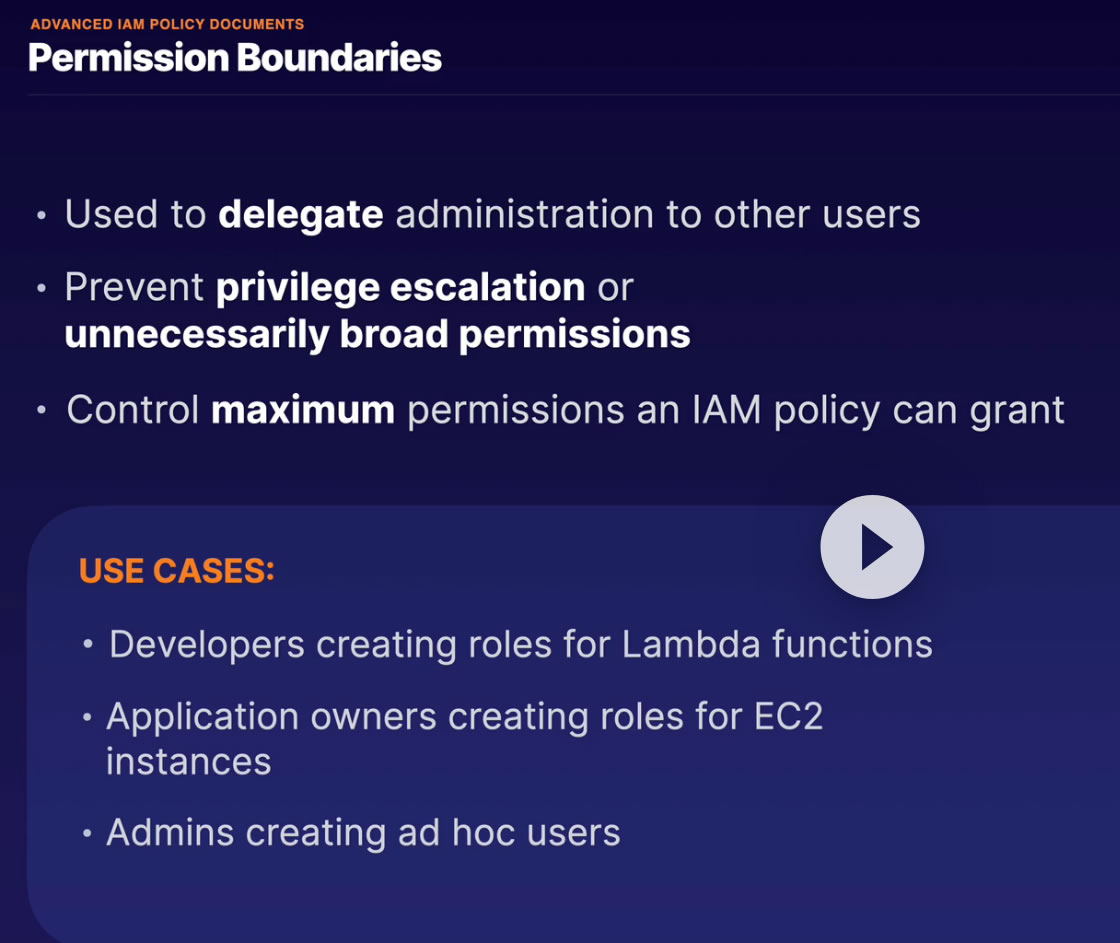 ADVANCED IAM POLICY DOCUMENTS
Permission Boundaries
• Used to delegate administration to other users
• Prevent privilege escalation or
unnecessarily broad permissions
• Control maximum permissions an IAM policy can grant
USE CASES:
• Developers creating roles for Lambda functions
• Application owners creating roles for EC2
instances
• Admins creating ad hoc users